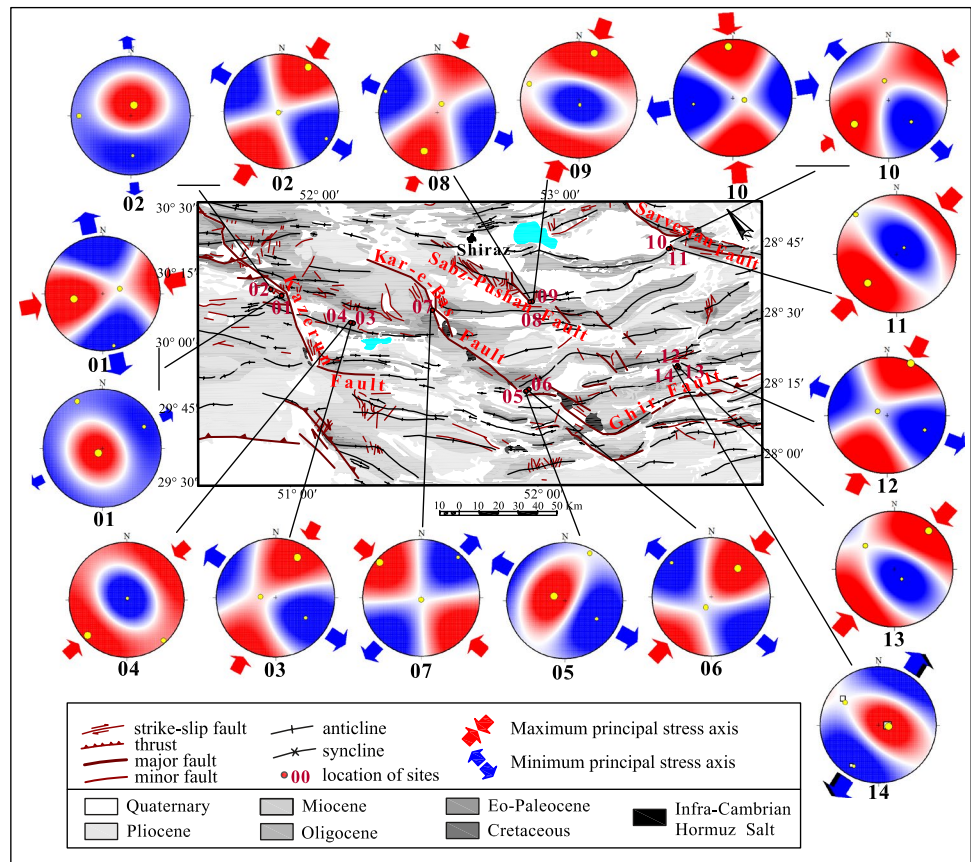 N
N
N
N
N
N
02
02
08
09
10
10
30° 30′
52° 00′
53° 00′
28° 45′
Shiraz
Sarvestan Fault
10
11
N
01
30° 15′
Kazzerun
Fault
Kar-e-Bas Fault
Sabz-Pushan Fault
02
01
04 03
07
09
08
28° 30′
N
11
30° 00′
12
14 13
Ghir Fault
28° 15′
06
05
N
01
29° 45′
28° 00′
29° 30′
51° 00′
52° 00′
10 0 10 20 30 40 50 Km
N
12
N
04
N
03
N
07
N
05
N
06
N
13
N
14
strike-slip fault
thrust
major fault
minor fault
anticline
syncline
00 location of sites
Maximum principal stress axis
Minimum principal stress axis
Quaternary
Pliocene
Miocene
Oligocene
Eo-Paleocene
Cretaceous
Infra-Cambrian
Hormuz Salt